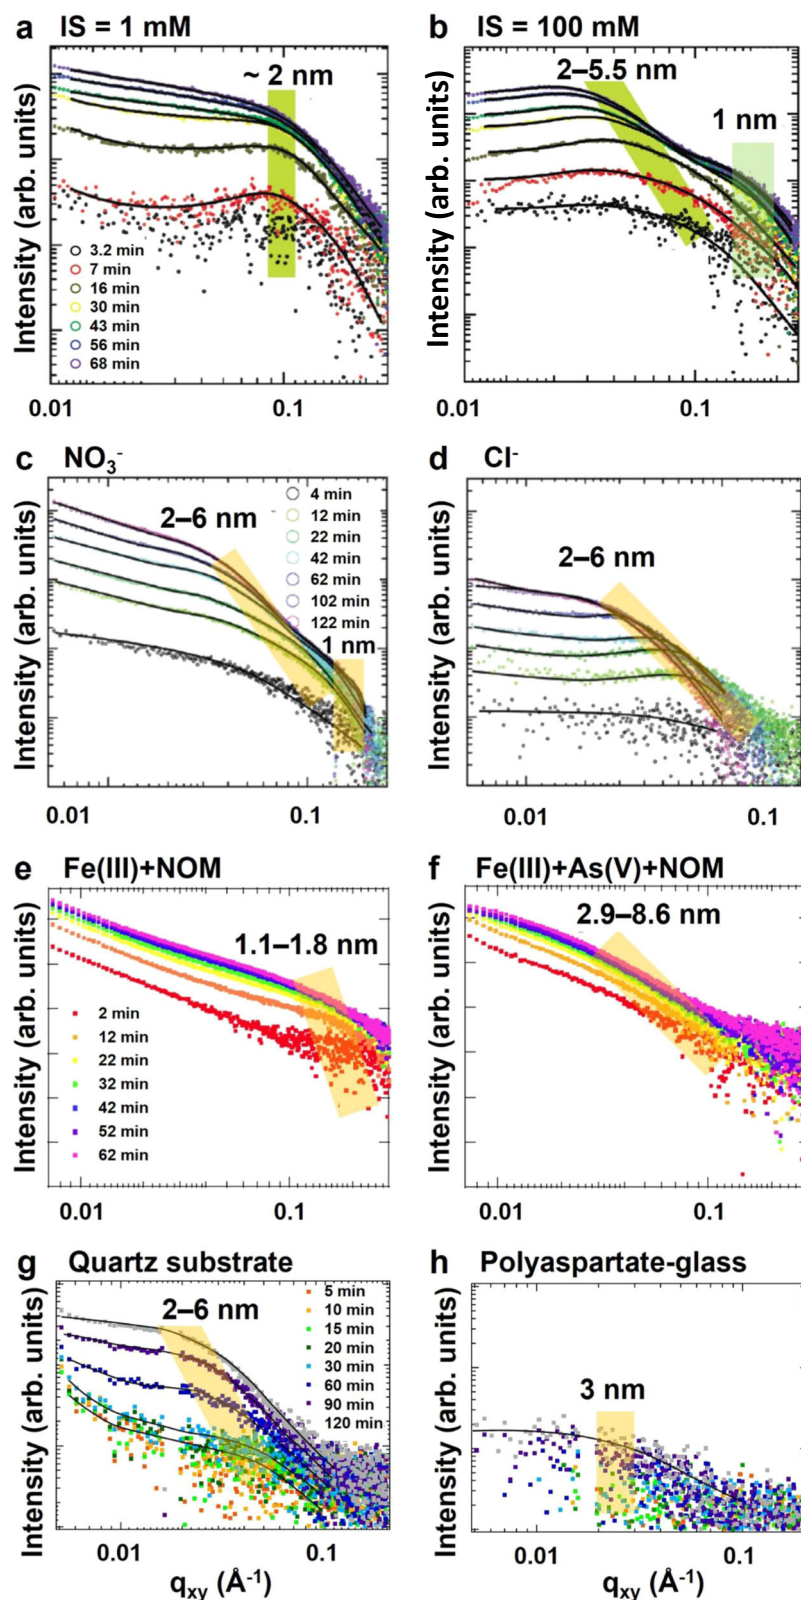 a IS = 1 mM
~ 2 nm
Intensity (arb. units)
3.2 min
7 min
16 min
30 min
43 min
56 min
68 min
0.01 0.1
b IS = 100 mM
2–5.5 nm
1 nm
Intensity (arb. units)
0.01 0.1
c NO₃⁻
2–6 nm
4 min
12 min
22 min
42 min
62 min
102 min
122 min
1 nm
Intensity (arb. units)
0.01 0.1
d Cl⁻
2–6 nm
Intensity (arb. units)
0.01 0.1
e Fe(III)+NOM
1.1–1.8 nm
Intensity (arb. units)
2 min
12 min
22 min
32 min
42 min
52 min
62 min
0.01 0.1
f Fe(III)+As(V)+NOM
2.9–8.6 nm
Intensity (arb. units)
0.01 0.1
g Quartz substrate
2–6 nm
5 min
10 min
15 min
20 min
30 min
60 min
90 min
120 min
Intensity (arb. units)
0.01 0.1
q_xy (Å⁻¹)
h Polyaspartate-glass
3 nm
Intensity (arb. units)
0.01 0.1
q_xy (Å⁻¹)